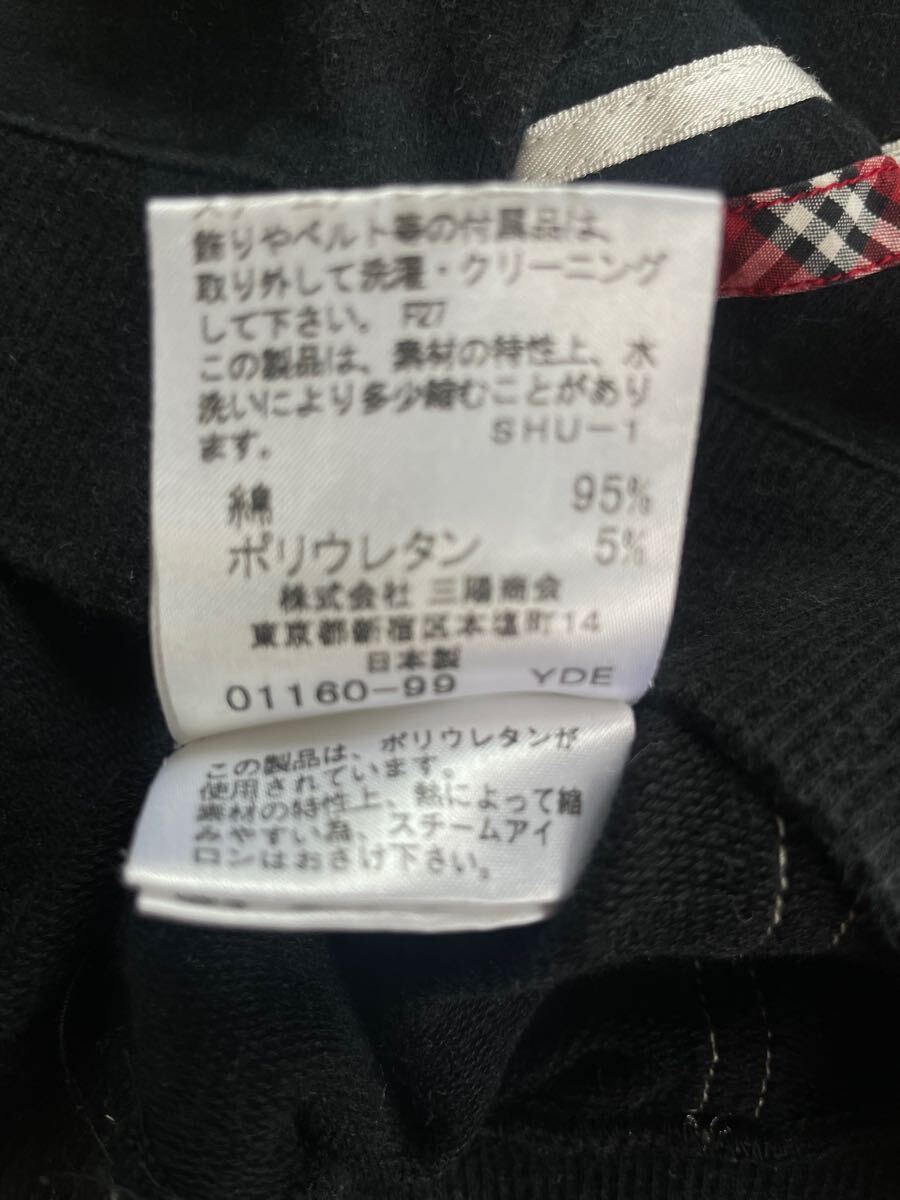 飾りやベルト等の付属品は、
取り外して洗濯・クリーニング
して下さい。 F27
この製品は、素材の特性上、水
洗いにより多少縮むことがあり
ます。 SHU-1
綿 95%
ポリウレタン 5%
株式会社 三陽商会
東京都新宿区本塩町14
日本製
01160-99 YDE
この製品は、ポリウレタンが
使用されています。
素材の特性上、熱によって縮
みやすい為、スチームアイ
ロンはおさけ下さい。